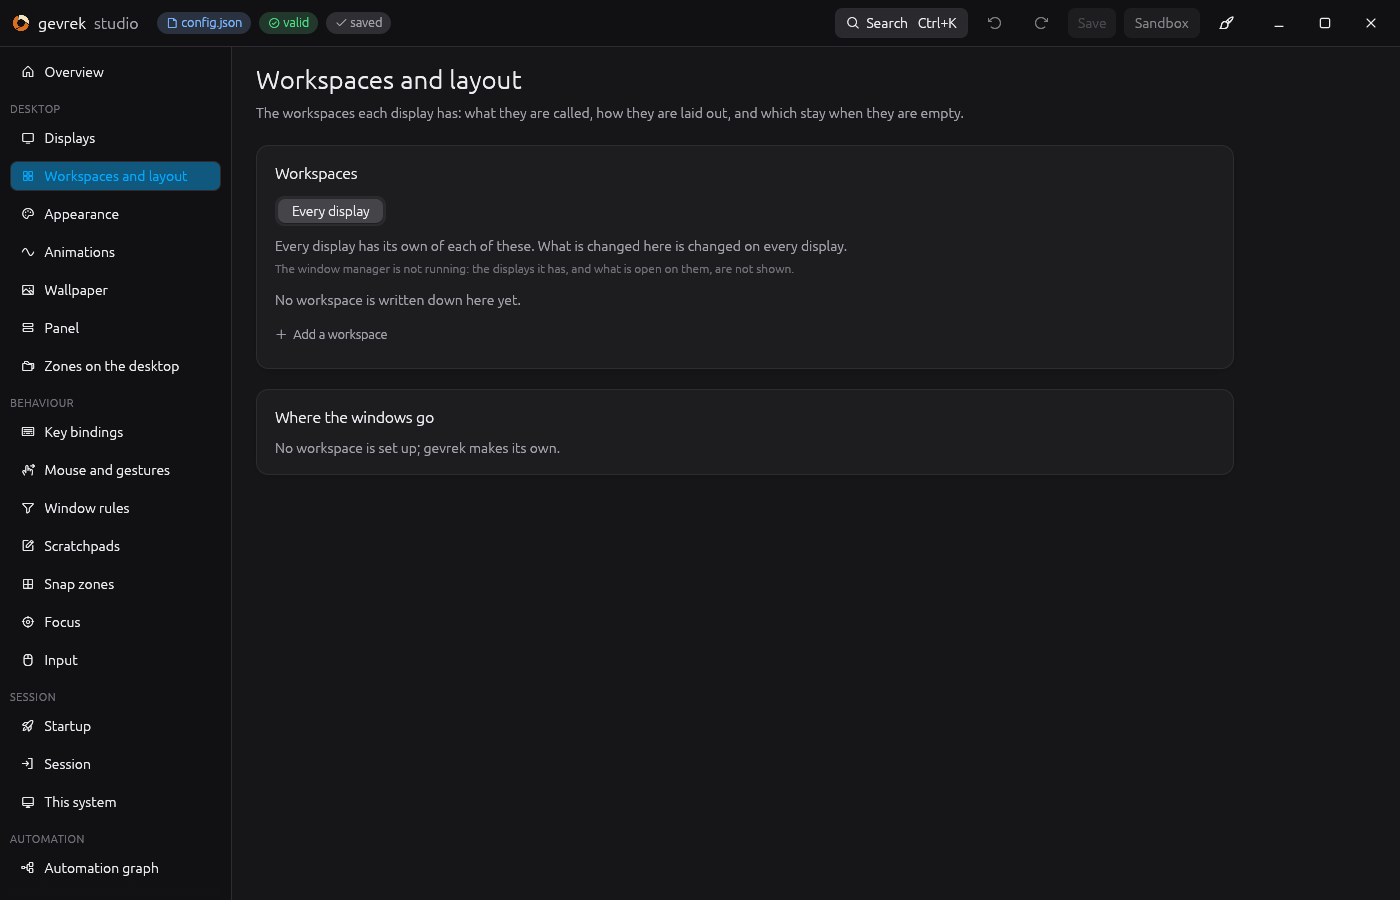 gevrek studio
config.json
valid
saved
Search Ctrl+K
Save
Sandbox
Overview
DESKTOP
Displays
Workspaces and layout
Appearance
Animations
Wallpaper
Panel
Zones on the desktop
BEHAVIOUR
Key bindings
Mouse and gestures
Window rules
Scratchpads
Snap zones
Focus
Input
SESSION
Startup
Session
This system
AUTOMATION
Automation graph
Workspaces and layout
The workspaces each display has: what they are called, how they are laid out, and which stay when they are empty.
Workspaces
Every display
Every display has its own of each of these. What is changed here is changed on every display.
The window manager is not running: the displays it has, and what is open on them, are not shown.
No workspace is written down here yet.
Add a workspace
Where the windows go
No workspace is set up; gevrek makes its own.